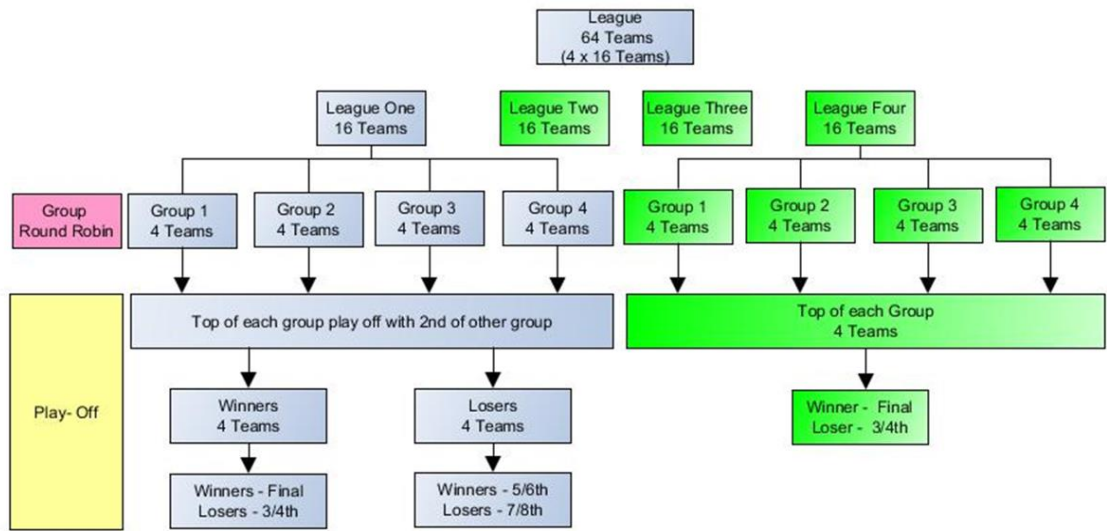 League
64 Teams
(4 x 16 Teams)
League One
16 Teams
League Two
16 Teams
League Three
16 Teams
League Four
16 Teams
Group
Round Robin
Group 1
4 Teams
Group 2
4 Teams
Group 3
4 Teams
Group 4
4 Teams
Group 1
4 Teams
Group 2
4 Teams
Group 3
4 Teams
Group 4
4 Teams
Play- Off
Top of each group play off with 2nd of other group
Top of each Group
4 Teams
Winners
4 Teams
Losers
4 Teams
Winner - Final
Loser - 3/4th
Winners - Final
Losers - 3/4th
Winners - 5/6th
Losers - 7/8th